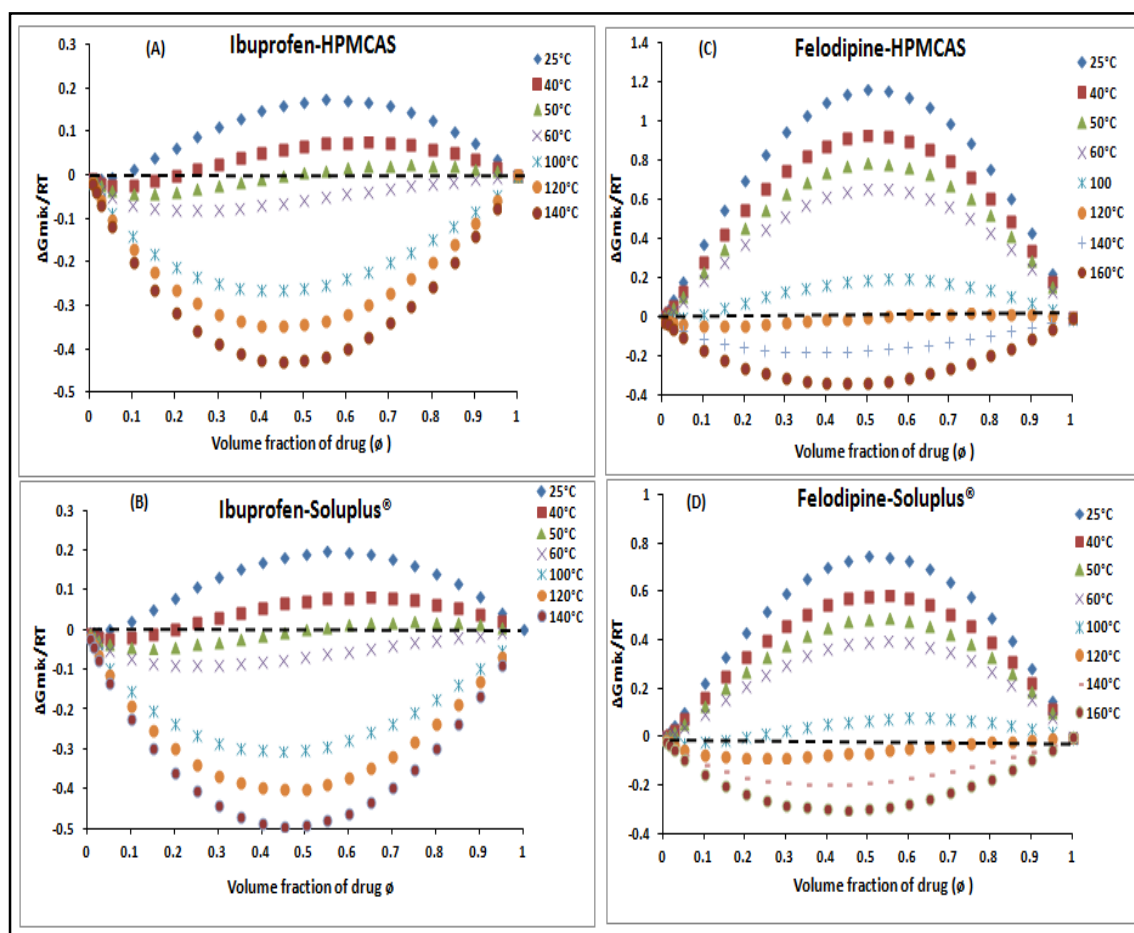 (A)
Ibuprofen-HPMCAS
0.3
0.2
0.1
0
-0.1
-0.2
-0.3
-0.4
-0.5
ΔGmix/RT
0 0.1 0.2 0.3 0.4 0.5 0.6 0.7 0.8 0.9 1
Volume fraction of drug (ø )
25°C
40°C
50°C
60°C
100°C
120°C
140°C
(C)
Felodipine-HPMCAS
1.4
1.2
1.0
0.8
0.6
0.4
0.2
0
-0.2
-0.4
ΔGmix/RT
0 0.1 0.2 0.3 0.4 0.5 0.6 0.7 0.8 0.9 1
Volume fraction of drug (ø )
25°C
40°C
50°C
60°C
100
120°C
140°C
160°C
(B)
Ibuprofen-Soluplus®
0.3
0.2
0.1
0
-0.1
-0.2
-0.3
-0.4
-0.5
ΔGmix/RT
0 0.1 0.2 0.3 0.4 0.5 0.6 0.7 0.8 0.9 1
Volume fraction of drug ø
25°C
40°C
50°C
60°C
100°C
120°C
140°C
(D)
Felodipine-Soluplus®
1
0.8
0.6
0.4
0.2
0
-0.2
-0.4
ΔGmix/RT
0 0.1 0.2 0.3 0.4 0.5 0.6 0.7 0.8 0.9 1
Volume fraction of drug (ø )
25°C
40°C
50°C
60°C
100°C
120°C
140°C
160°C